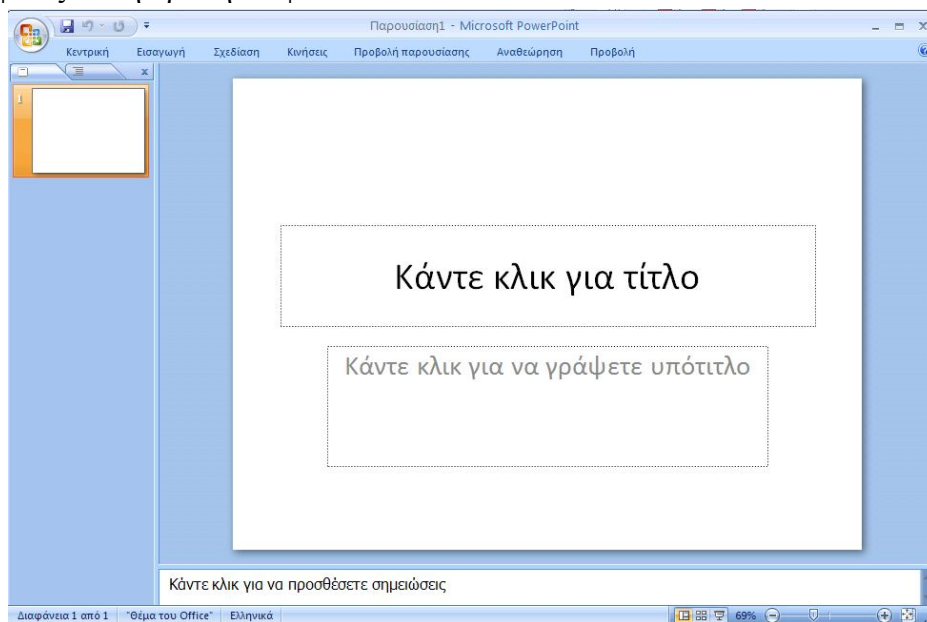 Παρουσίαση1 - Microsoft PowerPoint
Κεντρική Εισαγωγή Σχεδίαση Κινήσεις Προβολή παρουσίασης Αναθεώρηση Προβολή
1
Κάντε κλικ για τίτλο
Κάντε κλικ για να γράψετε υπότιτλο
Κάντε κλικ για να προσθέσετε σημειώσεις
Διαφάνεια 1 από 1 "Θέμα του Office" Ελληνικά 69%